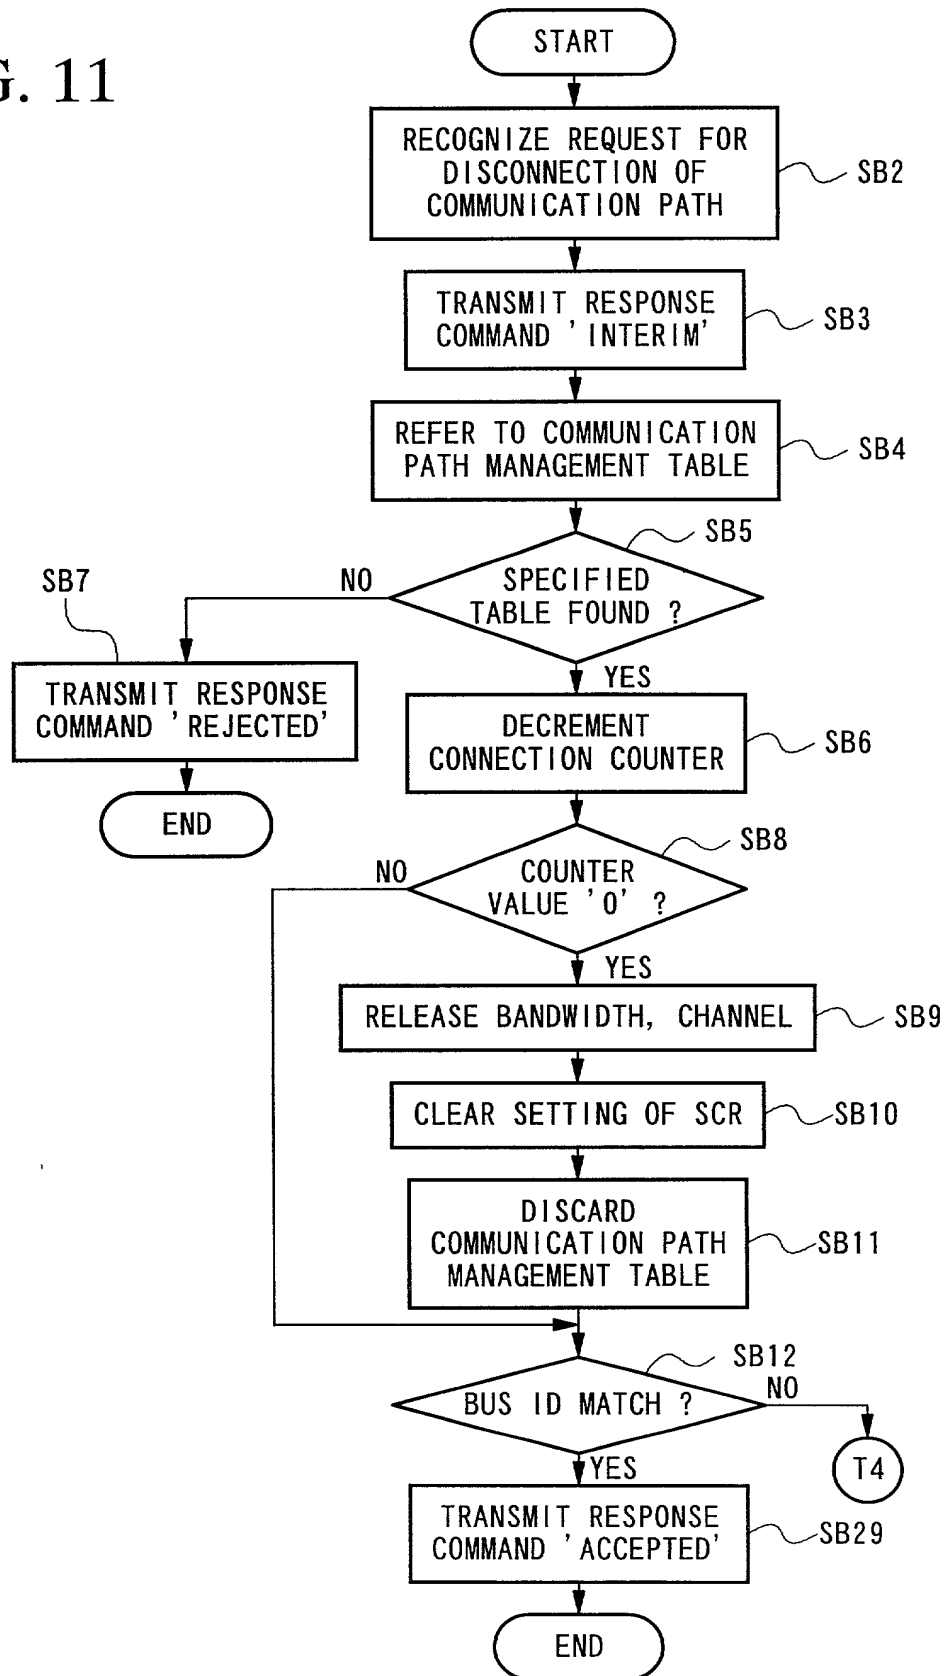 G. 11
START
RECOGNIZE REQUEST FOR
DISCONNECTION OF
COMMUNICATION PATH
SB2
TRANSMIT RESPONSE
COMMAND 'INTERIM'
SB3
REFER TO COMMUNICATION
PATH MANAGEMENT TABLE
SB4
SB5
SPECIFIED
TABLE FOUND ?
NO
SB7
YES
TRANSMIT RESPONSE
COMMAND 'REJECTED'
END
DECREMENT
CONNECTION COUNTER
SB6
SB8
COUNTER
VALUE '0' ?
NO
YES
RELEASE BANDWIDTH, CHANNEL
SB9
CLEAR SETTING OF SCR
SB10
DISCARD
COMMUNICATION PATH
MANAGEMENT TABLE
SB11
SB12
BUS ID MATCH ?
NO
T4
YES
TRANSMIT RESPONSE
COMMAND 'ACCEPTED'
SB29
END